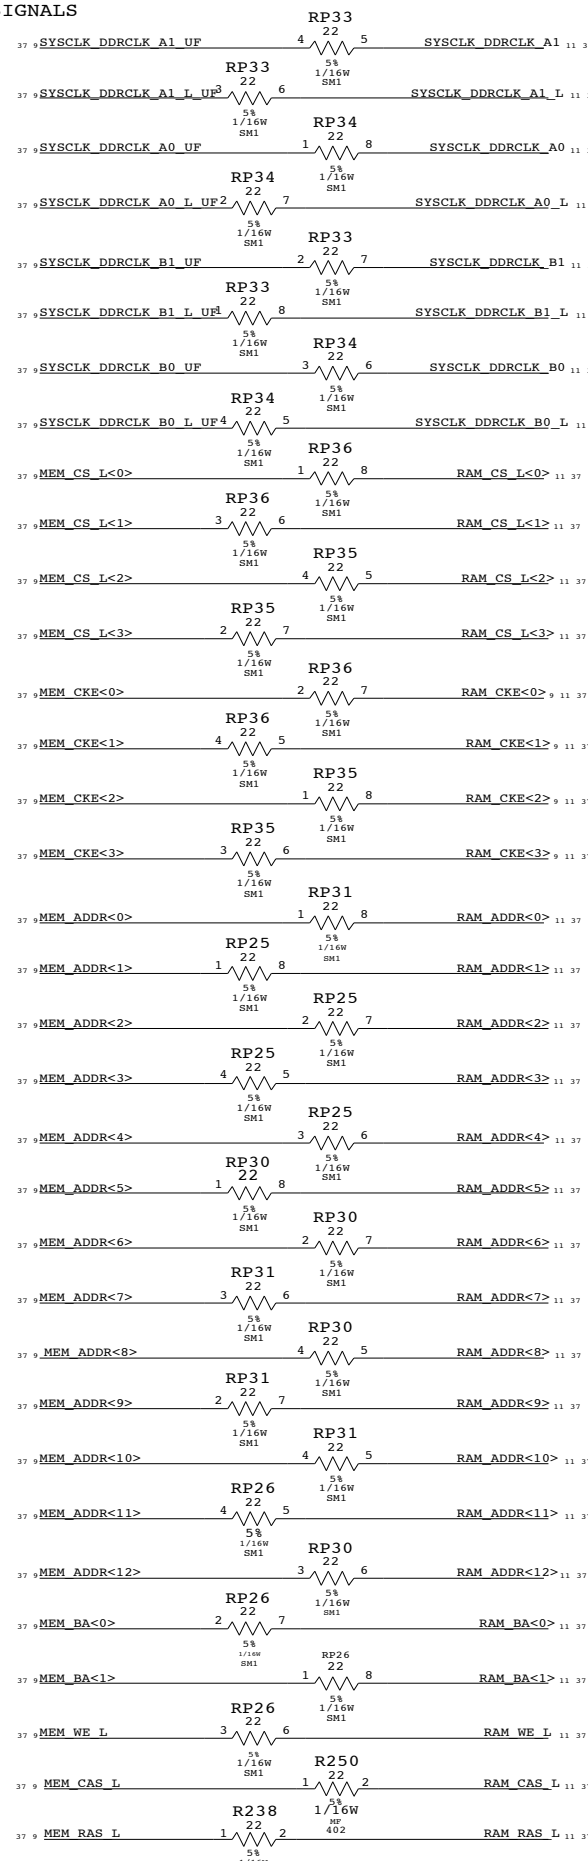 SIGNALS
RP33
37 9 SYSCLK_DDRCLK_A1_UF 4 22 5 SYSCLK_DDRCLK_A1 11 3
5%
1/16W
SM1
RP33
37 9 SYSCLK_DDRCLK_A1_L_UF 3 22 6 SYSCLK_DDRCLK_A1_L 11
5%
1/16W
SM1
RP34
37 9 SYSCLK_DDRCLK_A0_UF 1 22 8 SYSCLK_DDRCLK_A0 11
5%
1/16W
SM1
RP34
37 9 SYSCLK_DDRCLK_A0_L_UF 2 22 7 SYSCLK_DDRCLK_A0_L 11
5%
1/16W
SM1
RP33
37 9 SYSCLK_DDRCLK_B1_UF 2 22 7 SYSCLK_DDRCLK_B1 11
5%
1/16W
SM1
RP33
37 9 SYSCLK_DDRCLK_B1_L_UF 1 22 8 SYSCLK_DDRCLK_B1_L 11
5%
1/16W
SM1
RP34
37 9 SYSCLK_DDRCLK_B0_UF 3 22 6 SYSCLK_DDRCLK_B0 11
5%
1/16W
SM1
RP34
37 9 SYSCLK_DDRCLK_B0_L_UF 4 22 5 SYSCLK_DDRCLK_B0_L 11
5%
1/16W
SM1
RP36
37 9 MEM_CS_L<0> 1 22 8 RAM_CS_L<0> 11 37
5%
1/16W
SM1
RP36
37 9 MEM_CS_L<1> 3 22 6 RAM_CS_L<1> 11 37
5%
1/16W
SM1
RP35
37 9 MEM_CS_L<2> 4 22 5 RAM_CS_L<2> 11 37
5%
1/16W
SM1
RP35
37 9 MEM_CS_L<3> 2 22 7 RAM_CS_L<3> 11 37
5%
1/16W
SM1
RP36
37 9 MEM_CKE<0> 2 22 7 RAM_CKE<0> 9 11 37
5%
1/16W
SM1
RP36
37 9 MEM_CKE<1> 4 22 5 RAM_CKE<1> 9 11 37
5%
1/16W
SM1
RP35
37 9 MEM_CKE<2> 1 22 8 RAM_CKE<2> 9 11 37
5%
1/16W
SM1
RP35
37 9 MEM_CKE<3> 3 22 6 RAM_CKE<3> 9 11 37
5%
1/16W
SM1
RP31
37 9 MEM_ADDR<0> 1 22 8 RAM_ADDR<0> 11 37
5%
1/16W
SM1
RP25
37 9 MEM_ADDR<1> 1 22 8 RAM_ADDR<1> 11 37
5%
1/16W
SM1
RP25
37 9 MEM_ADDR<2> 2 22 7 RAM_ADDR<2> 11 37
5%
1/16W
SM1
RP25
37 9 MEM_ADDR<3> 4 22 5 RAM_ADDR<3> 11 37
5%
1/16W
SM1
RP25
37 9 MEM_ADDR<4> 3 22 6 RAM_ADDR<4> 11 37
5%
1/16W
SM1
RP30
37 9 MEM_ADDR<5> 1 22 8 RAM_ADDR<5> 11 37
5%
1/16W
SM1
RP30
37 9 MEM_ADDR<6> 2 22 7 RAM_ADDR<6> 11 37
5%
1/16W
SM1
RP31
37 9 MEM_ADDR<7> 3 22 6 RAM_ADDR<7> 11 37
5%
1/16W
SM1
RP30
37 9 MEM_ADDR<8> 4 22 5 RAM_ADDR<8> 11 37
5%
1/16W
SM1
RP31
37 9 MEM_ADDR<9> 2 22 7 RAM_ADDR<9> 11 37
5%
1/16W
SM1
RP31
37 9 MEM_ADDR<10> 4 22 5 RAM_ADDR<10> 11 37
5%
1/16W
SM1
RP26
37 9 MEM_ADDR<11> 4 22 5 RAM_ADDR<11> 11 37
5%
1/16W
SM1
RP30
37 9 MEM_ADDR<12> 3 22 6 RAM_ADDR<12> 11 37
5%
1/16W
SM1
RP26
37 9 MEM_BA<0> 2 22 7 RAM_BA<0> 11 37
5%
1/16W
SM1
RP26
37 9 MEM_BA<1> 1 22 8 RAM_BA<1> 11 37
5%
1/16W
SM1
RP26
37 9 MEM_WE_L 3 22 6 RAM_WE_L 11 37
5%
1/16W
SM1
R250
37 9 MEM_CAS_L 1 22 2 RAM_CAS_L 11 37
5%
1/16W
MF
402
R238
37 9 MEM_RAS_L 1 22 2 RAM_RAS_L 11 37
5%